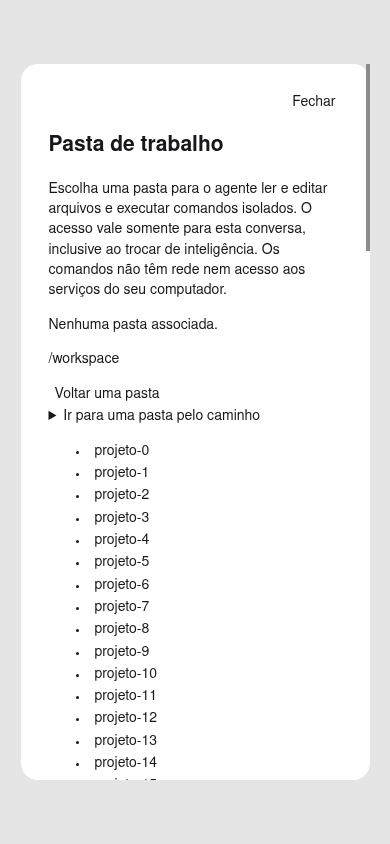 Fechar
Pasta de trabalho
Escolha uma pasta para o agente ler e editar
arquivos e executar comandos isolados. O
acesso vale somente para esta conversa,
inclusive ao trocar de inteligência. Os
comandos não têm rede nem acesso aos
serviços do seu computador.
Nenhuma pasta associada.
/workspace
Voltar uma pasta
Ir para uma pasta pelo caminho
projeto-0
projeto-1
projeto-2
projeto-3
projeto-4
projeto-5
projeto-6
projeto-7
projeto-8
projeto-9
projeto-10
projeto-11
projeto-12
projeto-13
projeto-14